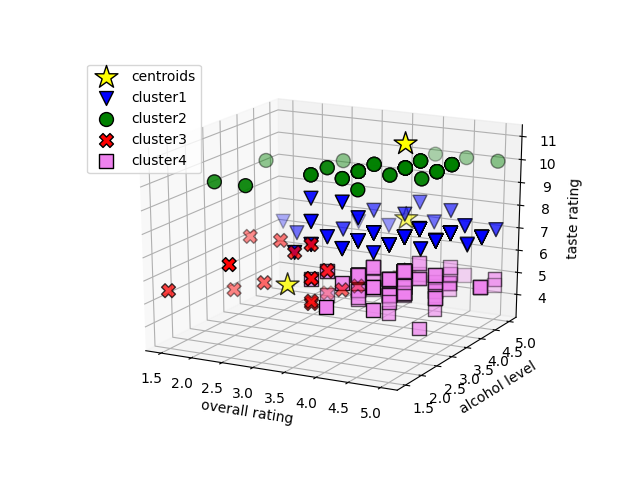 centroids
cluster1
cluster2
cluster3
cluster4
11
10
9
8
7
6
5
4
taste rating
1.5 2.0 2.5 3.0 3.5 4.0 4.5 5.0
overall rating
1.5 2.0 2.5 3.0 3.5 4.0 4.5 5.0
alcohol level